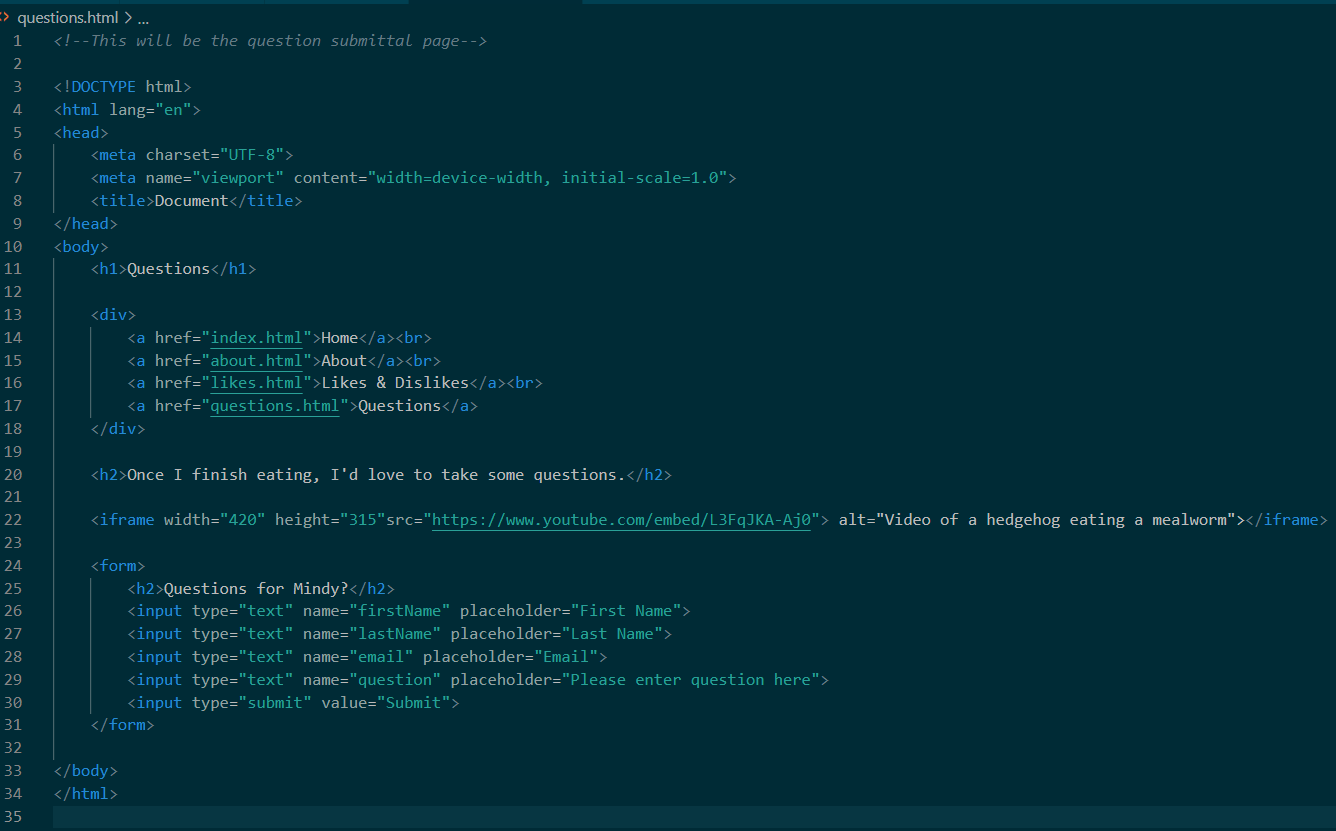 <> questions.html > ...
1 <!--This will be the question submittal page-->
2
3 <!DOCTYPE html>
4 <html lang="en">
5 <head>
6     <meta charset="UTF-8">
7     <meta name="viewport" content="width=device-width, initial-scale=1.0">
8     <title>Document</title>
9 </head>
10 <body>
11     <h1>Questions</h1>
12
13     <div>
14         <a href="index.html">Home</a><br>
15         <a href="about.html">About</a><br>
16         <a href="likes.html">Likes & Dislikes</a><br>
17         <a href="questions.html">Questions</a>
18     </div>
19
20     <h2>Once I finish eating, I'd love to take some questions.</h2>
21
22     <iframe width="420" height="315"src="https://www.youtube.com/embed/L3FqJKA-Aj0"> alt="Video of a hedgehog eating a mealworm"></iframe>
23
24     <form>
25         <h2>Questions for Mindy?</h2>
26         <input type="text" name="firstName" placeholder="First Name">
27         <input type="text" name="lastName" placeholder="Last Name">
28         <input type="text" name="email" placeholder="Email">
29         <input type="text" name="question" placeholder="Please enter question here">
30         <input type="submit" value="Submit">
31     </form>
32
33 </body>
34 </html>
35